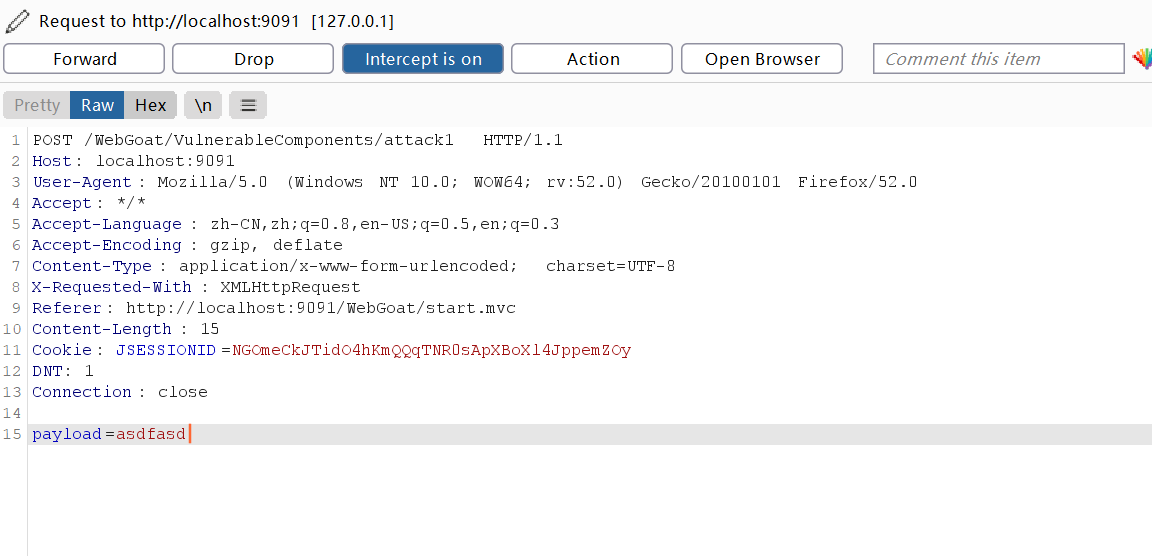 Request to http://localhost:9091 [127.0.0.1]
Forward Drop Intercept is on Action Open Browser Comment this item
Pretty Raw Hex \n
1 POST /WebGoat/VulnerableComponents/attack1 HTTP/1.1
2 Host: localhost:9091
3 User-Agent: Mozilla/5.0 (Windows NT 10.0; WOW64; rv:52.0) Gecko/20100101 Firefox/52.0
4 Accept: */*
5 Accept-Language: zh-CN,zh;q=0.8,en-US;q=0.5,en;q=0.3
6 Accept-Encoding: gzip, deflate
7 Content-Type: application/x-www-form-urlencoded; charset=UTF-8
8 X-Requested-With: XMLHttpRequest
9 Referer: http://localhost:9091/WebGoat/start.mvc
10 Content-Length: 15
11 Cookie: JSESSIONID=NGOmeCkJTidO4hKmQQqTNR0sApXBoXl4JppemZOy
12 DNT: 1
13 Connection: close
14
15 payload=asdfasd